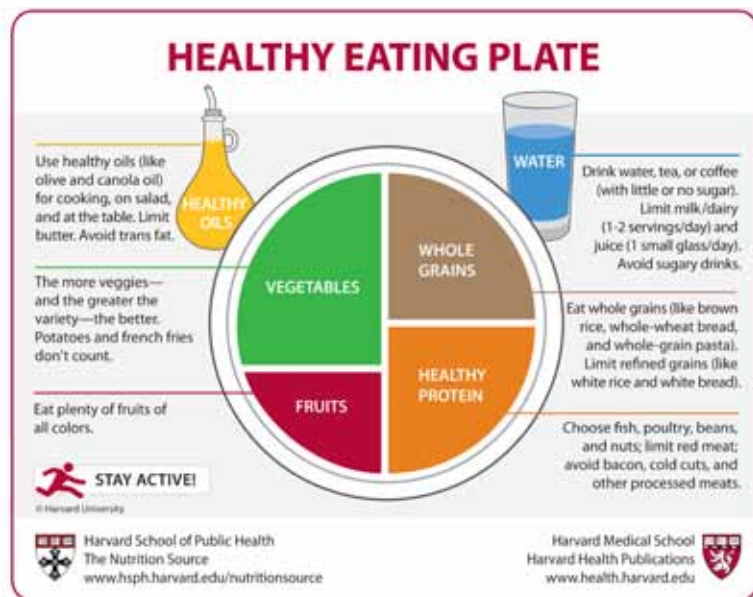 HEALTHY EATING PLATE
Use healthy oils (like
olive and canola oil)
for cooking, on salad,
and at the table. Limit
butter. Avoid trans fat.
HEALTHY
OILS
The more veggies—
and the greater the
variety—the better.
Potatoes and french fries
don't count.
Eat plenty of fruits of
all colors.
STAY ACTIVE!
© Harvard University
VEGETABLES
FRUITS
WHOLE
GRAINS
HEALTHY
PROTEIN
WATER
Drink water, tea, or coffee
(with little or no sugar).
Limit milk/dairy
(1-2 servings/day) and
juice (1 small glass/day).
Avoid sugary drinks.
Eat whole grains (like brown
rice, whole-wheat bread,
and whole-grain pasta).
Limit refined grains (like
white rice and white bread).
Choose fish, poultry, beans,
and nuts; limit red meat;
avoid bacon, cold cuts, and
other processed meats.
Harvard School of Public Health
The Nutrition Source
www.hsph.harvard.edu/nutritionsource
Harvard Medical School
Harvard Health Publications
www.health.harvard.edu